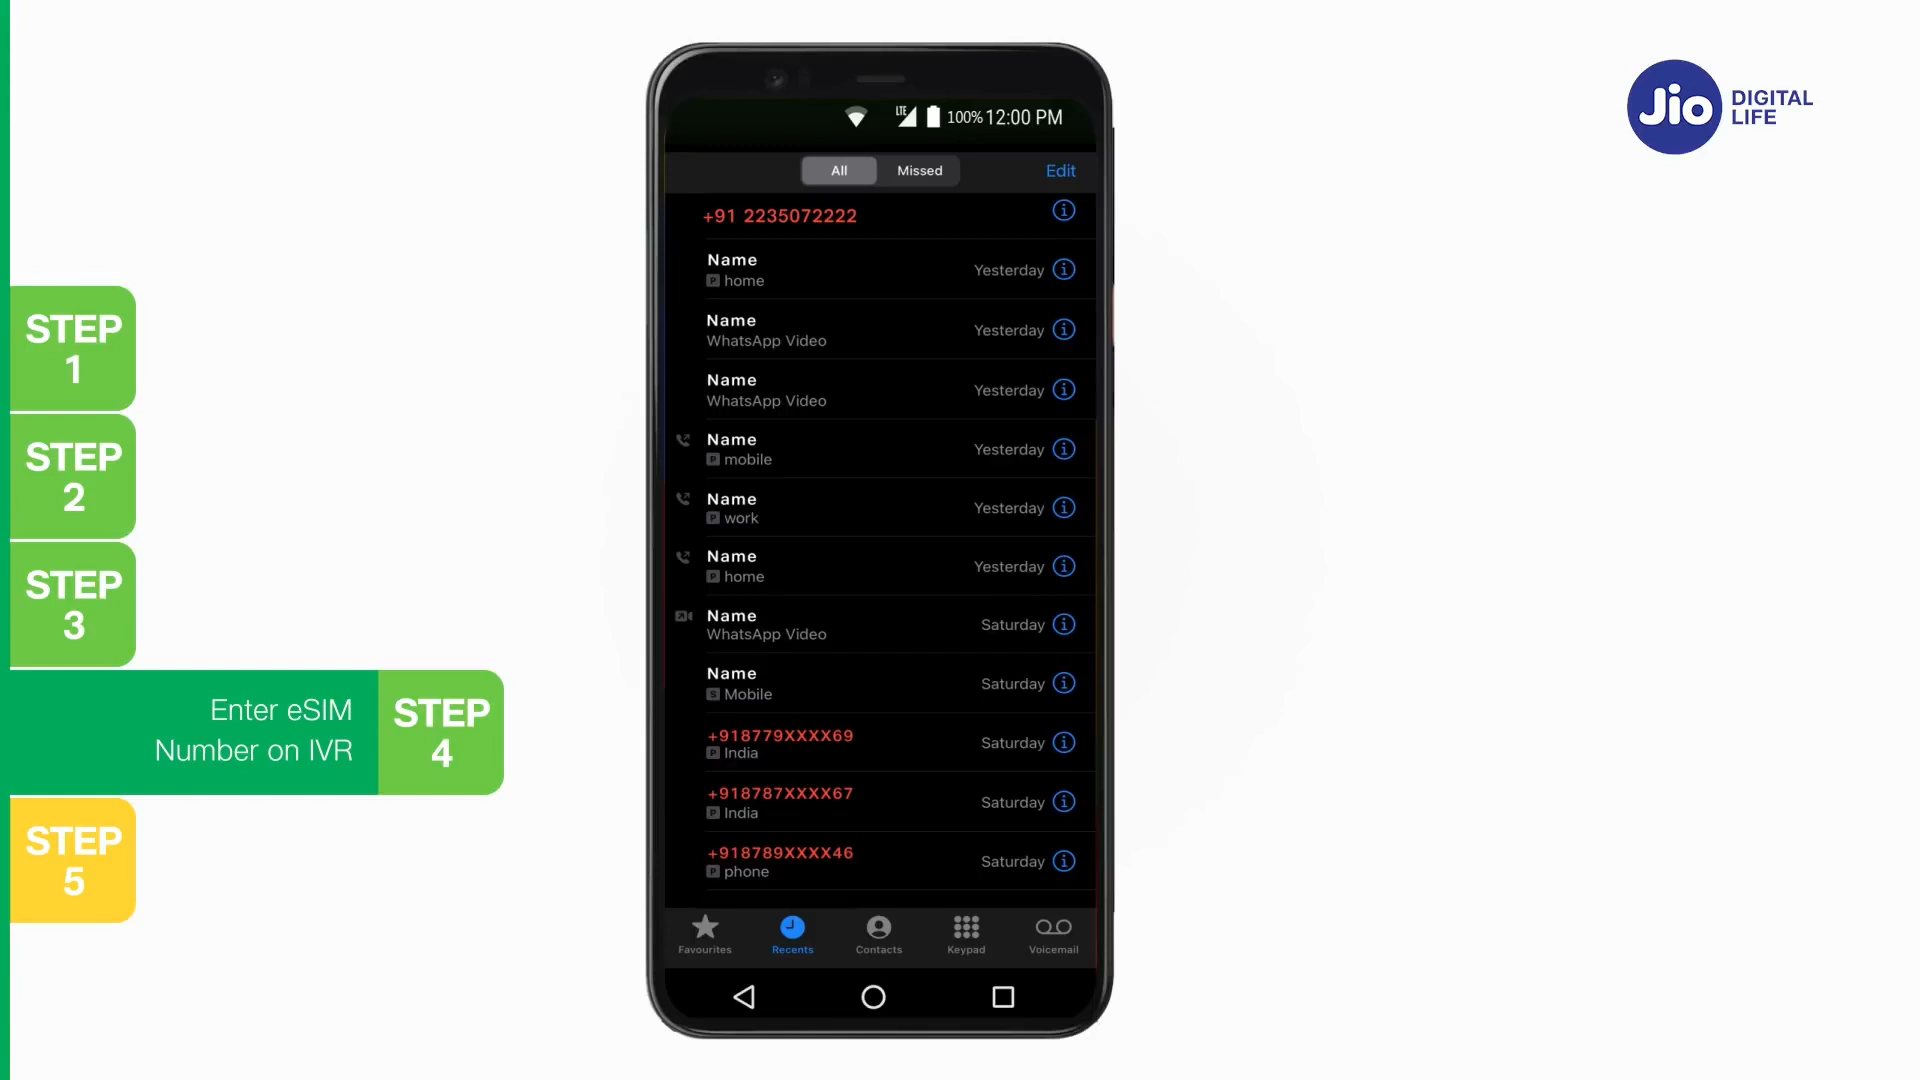 Jio DIGITAL
LIFE
STEP
1
STEP
2
STEP
3
Enter eSIM
Number on IVR
STEP
4
STEP
5
LTE 100% 12:00 PM
All Missed Edit
+91 2235072222
Name
P home Yesterday
Name
WhatsApp Video Yesterday
Name
WhatsApp Video Yesterday
Name
P mobile Yesterday
Name
P work Yesterday
Name
P home Yesterday
Name
WhatsApp Video Saturday
Name
S Mobile Saturday
+918779XXXX69
P India Saturday
+918787XXXX67
P India Saturday
+918789XXXX46
P phone Saturday
Favourites Recents Contacts Keypad Voicemail